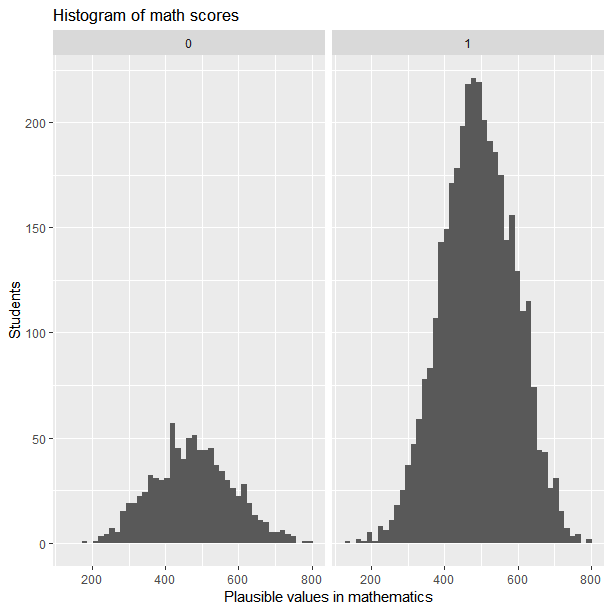 Histogram of math scores
0
1
200
150
100
50
0
Students
200 400 600 800
200 400 600 800
Plausible values in mathematics